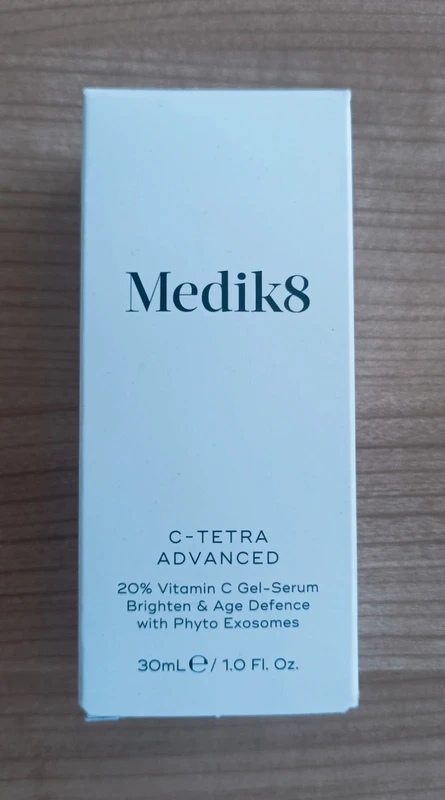 Medik8
C-TETRA
ADVANCED
20% Vitamin C Gel-Serum
Brighten & Age Defence
with Phyto Exosomes
30mL℮/ 1.0 Fl. Oz.